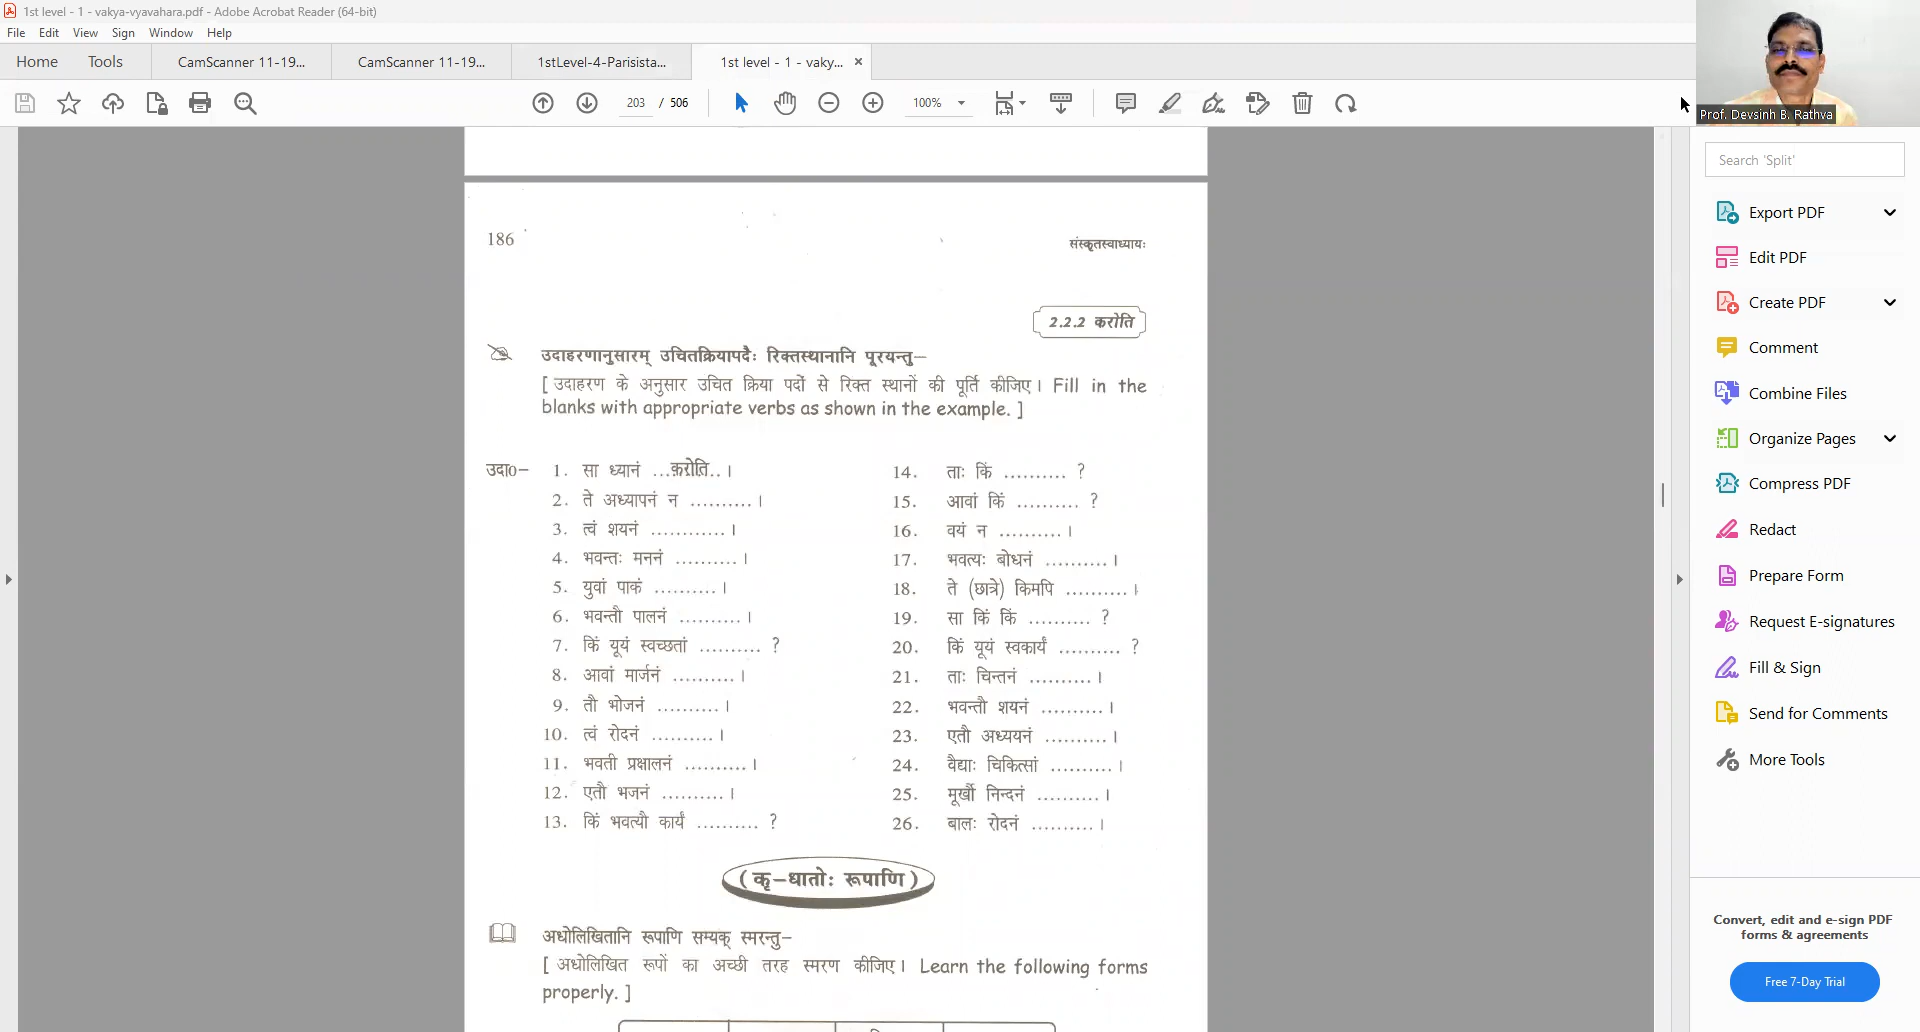 1st level - 1 - vakya-vyavahara.pdf - Adobe Acrobat Reader (64-bit)
File Edit View Sign Window Help
Home Tools CamScanner 11-19... CamScanner 11-19... 1stLevel-4-Parisista... 1st level - 1 - vaky... ×
203 / 506 100%
Prof. Devsinh B. Rathva
186 संस्कृतस्वाध्यायः
2.2.2 करोति
उदाहरणानुसारम् उचितक्रियापदैः रिक्तस्थानानि पूरयन्तु–
[ उदाहरण के अनुसार उचित क्रिया पदों से रिक्त स्थानों की पूर्ति कीजिए। Fill in the
blanks with appropriate verbs as shown in the example. ]
उदा०– 1. सा ध्यानं ...करोति..।
2. ते अध्यापनं न ..........।
3. त्वं शयनं ............।
4. भवन्तः मननं ..........।
5. युवां पाकं ..........।
6. भवन्तौ पालनं ..........।
7. किं यूयं स्वच्छतां .......... ?
8. आवां मार्जनं ..........।
9. तौ भोजनं ..........।
10. त्वं रोदनं ..........।
11. भवती प्रक्षालनं ..........।
12. एतौ भजनं ..........।
13. किं भवत्यौ कार्यं .......... ?
14. ताः किं .......... ?
15. आवां किं .......... ?
16. वयं न ..........।
17. भवत्यः बोधनं ..........।
18. ते (छात्रे) किमपि ..........।
19. सा किं किं .......... ?
20. किं यूयं स्वकार्यं .......... ?
21. ताः चिन्तनं ..........।
22. भवन्तौ शयनं ..........।
23. एतौ अध्ययनं ..........।
24. वैद्याः चिकित्सां ..........।
25. मूर्खौ निन्दनं ..........।
26. बालः रोदनं ..........।
(कृ–धातोः रूपाणि)
अधोलिखितानि रूपाणि सम्यक् स्मरन्तु–
[ अधोलिखित रूपों का अच्छी तरह स्मरण कीजिए। Learn the following forms
properly. ]
Search 'Split'
Export PDF
Edit PDF
Create PDF
Comment
Combine Files
Organize Pages
Compress PDF
Redact
Prepare Form
Request E-signatures
Fill & Sign
Send for Comments
More Tools
Convert, edit and e-sign PDF
forms & agreements
Free 7-Day Trial